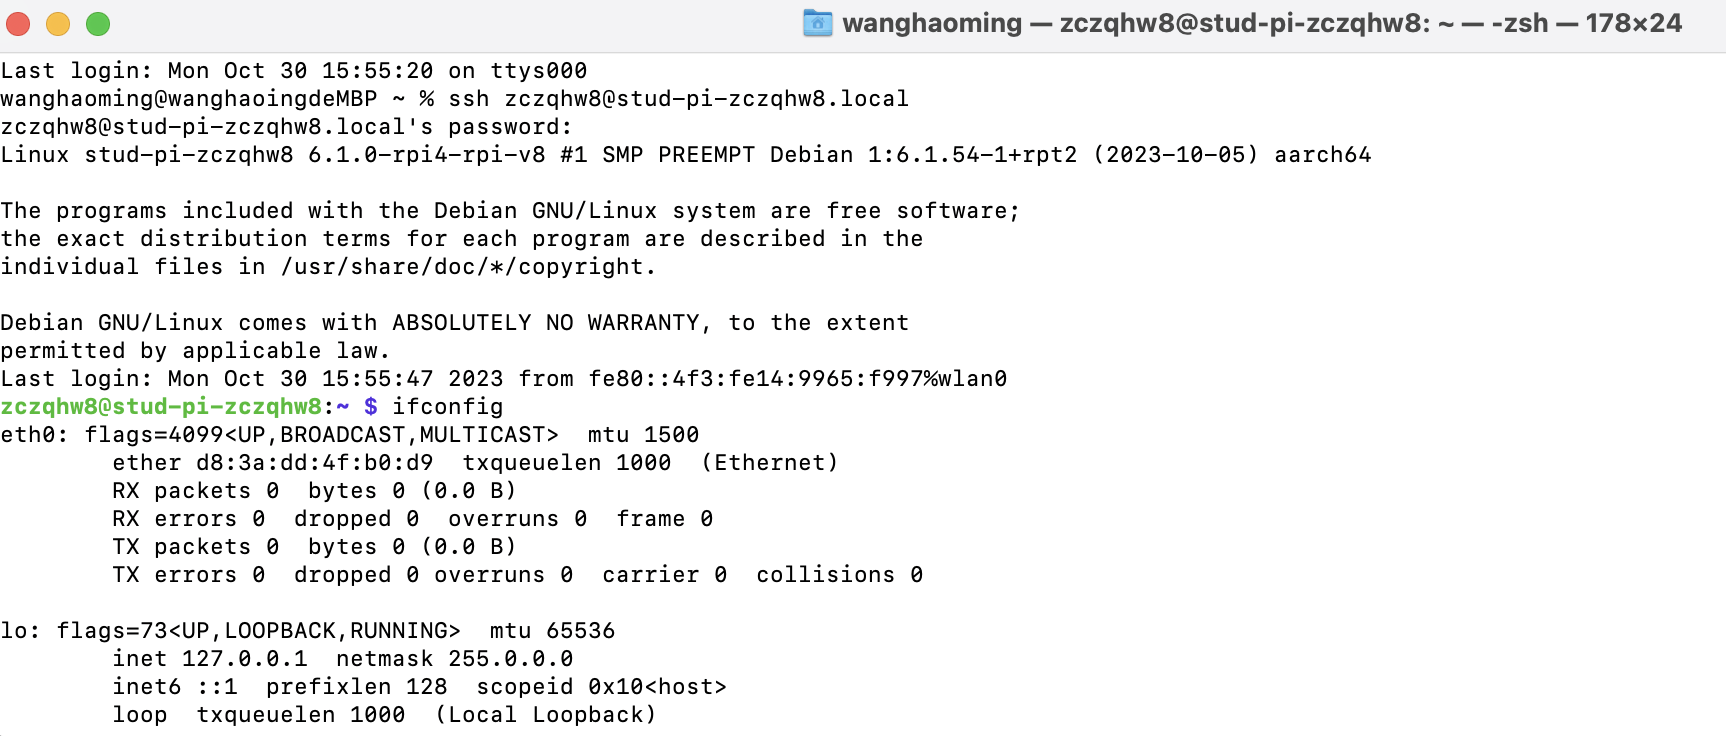 wanghaoming — zczqhw8@stud-pi-zczqhw8: ~ — -zsh — 178×24
Last login: Mon Oct 30 15:55:20 on ttys000
wanghaoming@wanghaoingdeMBP ~ % ssh zczqhw8@stud-pi-zczqhw8.local
zczqhw8@stud-pi-zczqhw8.local's password:
Linux stud-pi-zczqhw8 6.1.0-rpi4-rpi-v8 #1 SMP PREEMPT Debian 1:6.1.54-1+rpt2 (2023-10-05) aarch64
The programs included with the Debian GNU/Linux system are free software;
the exact distribution terms for each program are described in the
individual files in /usr/share/doc/*/copyright.
Debian GNU/Linux comes with ABSOLUTELY NO WARRANTY, to the extent
permitted by applicable law.
Last login: Mon Oct 30 15:55:47 2023 from fe80::4f3:fe14:9965:f997%wlan0
zczqhw8@stud-pi-zczqhw8:~ $ ifconfig
eth0: flags=4099<UP,BROADCAST,MULTICAST>  mtu 1500
        ether d8:3a:dd:4f:b0:d9  txqueuelen 1000  (Ethernet)
        RX packets 0  bytes 0 (0.0 B)
        RX errors 0  dropped 0  overruns 0  frame 0
        TX packets 0  bytes 0 (0.0 B)
        TX errors 0  dropped 0 overruns 0  carrier 0  collisions 0
lo: flags=73<UP,LOOPBACK,RUNNING>  mtu 65536
        inet 127.0.0.1  netmask 255.0.0.0
        inet6 ::1  prefixlen 128  scopeid 0x10<host>
        loop  txqueuelen 1000  (Local Loopback)